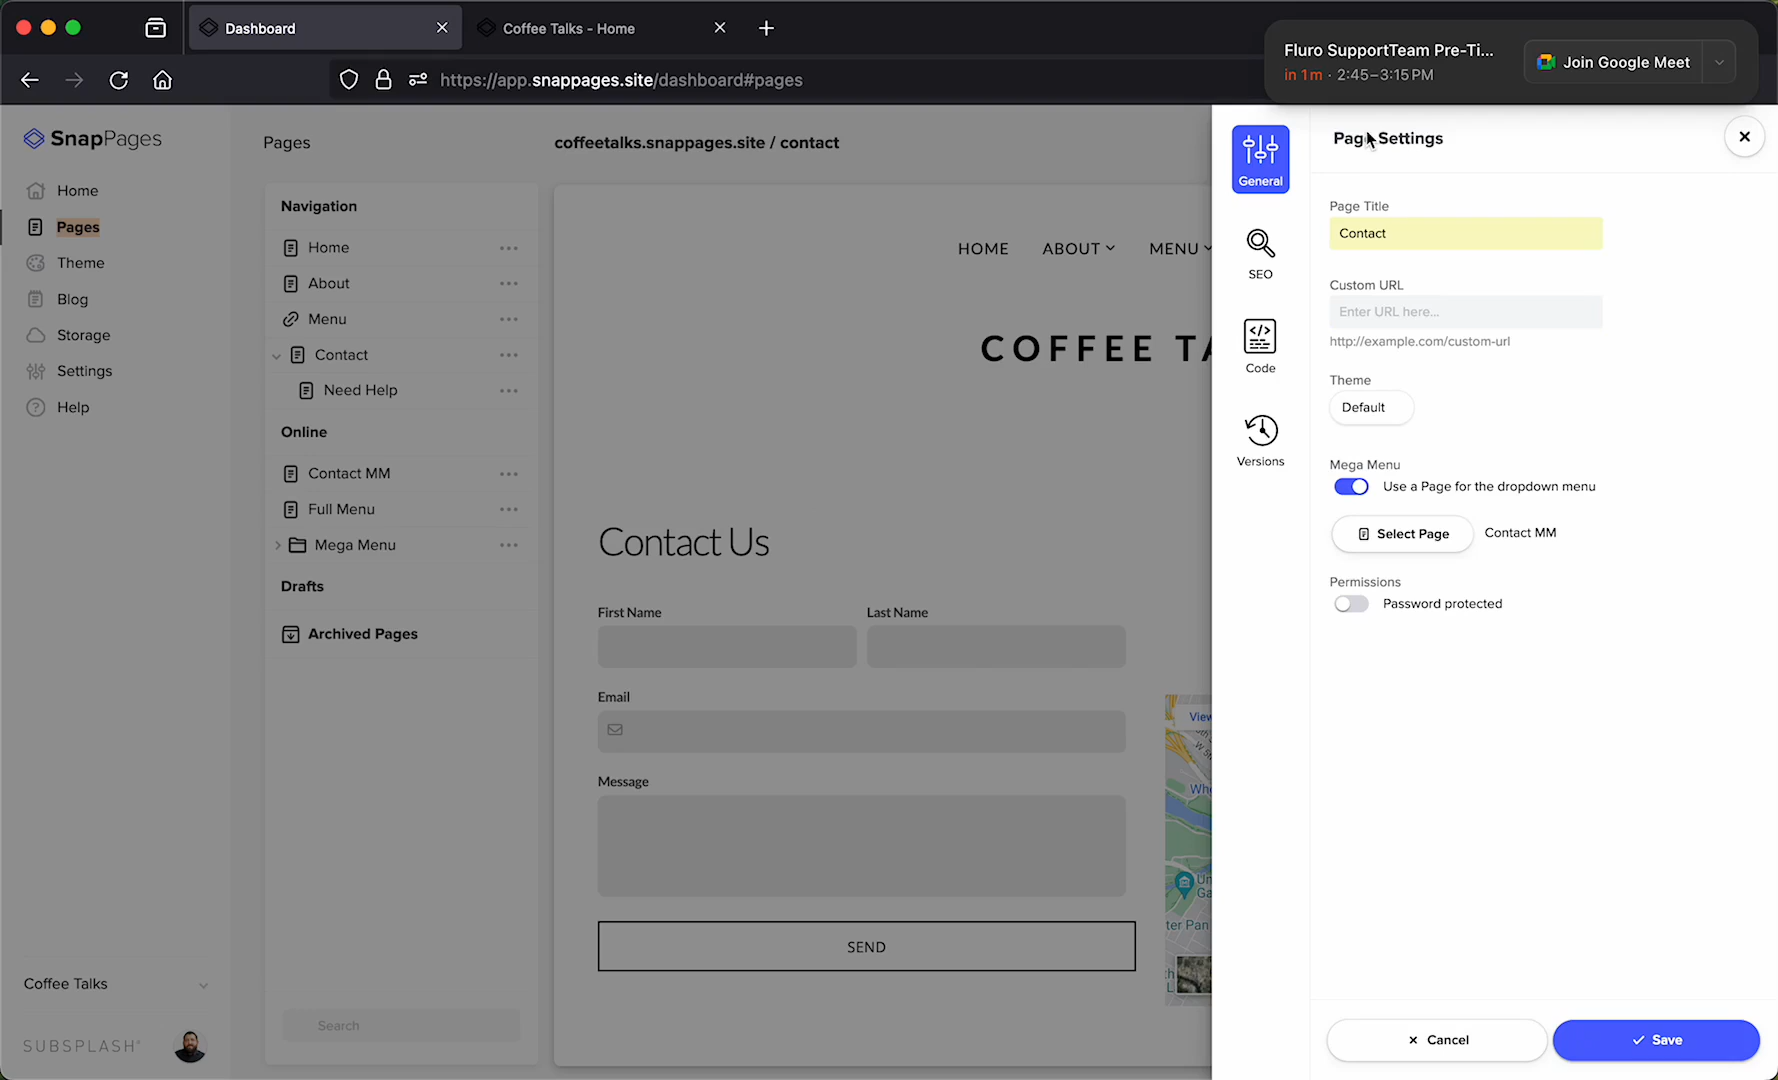 Dashboard
Coffee Talks - Home
Fluro SupportTeam Pre-Ti...
in 1m · 2:45–3:15 PM
Join Google Meet
https://app.snappages.site/dashboard#pages
SnapPages
Home
Pages
Theme
Blog
Storage
Settings
Help
Coffee Talks
SUBSPLASH®
Pages
Navigation
Home
About
Menu
Contact
Need Help
Online
Contact MM
Full Menu
Mega Menu
Drafts
Archived Pages
Search
coffeetalks.snappages.site / contact
HOME
ABOUT
MENU
COFFEE TA
Contact Us
First Name
Last Name
Email
Message
SEND
View
Whe
ter Pan
General
SEO
Code
Versions
Page Settings
Page Title
Contact
Custom URL
Enter URL here...
http://example.com/custom-url
Theme
Default
Mega Menu
Use a Page for the dropdown menu
Select Page
Contact MM
Permissions
Password protected
Cancel
Save